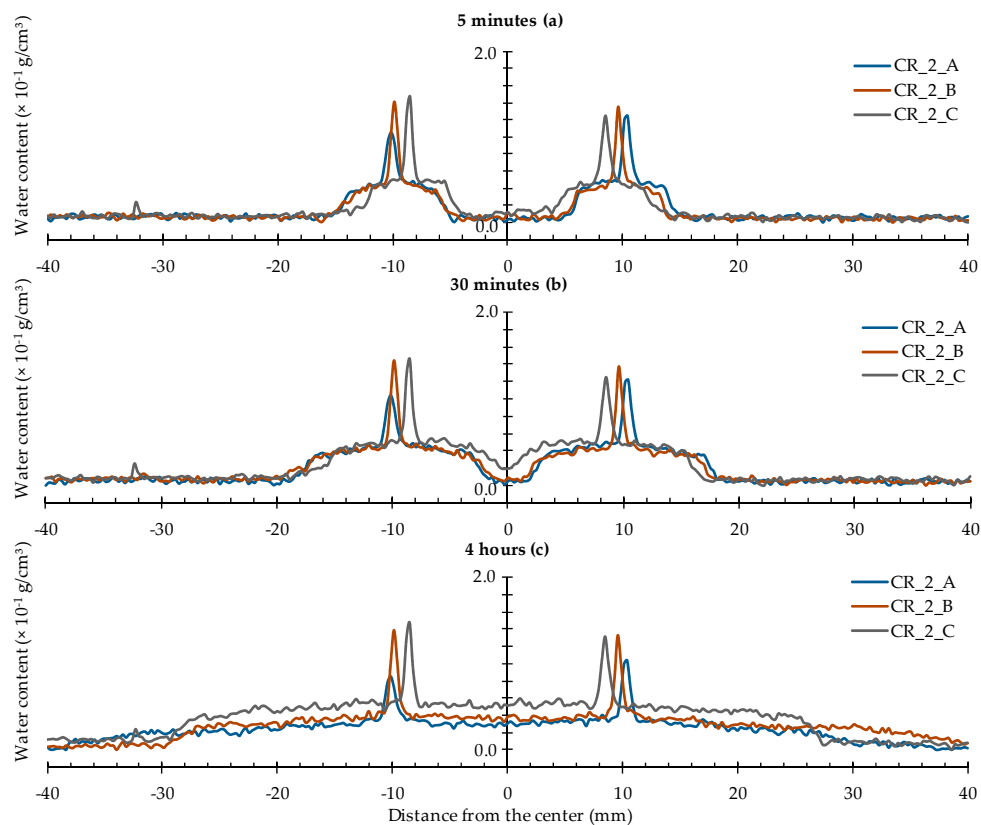 5 minutes (a)
Water content (× 10⁻¹ g/cm³)
2.0
0.0
CR_2_A
CR_2_B
CR_2_C
-40 -30 -20 -10 0 10 20 30 40
30 minutes (b)
Water content (× 10⁻¹ g/cm³)
2.0
0.0
CR_2_A
CR_2_B
CR_2_C
-40 -30 -20 -10 0 10 20 30 40
4 hours (c)
Water content (× 10⁻¹ g/cm³)
2.0
0.0
CR_2_A
CR_2_B
CR_2_C
-40 -30 -20 -10 0 10 20 30 40
Distance from the center (mm)